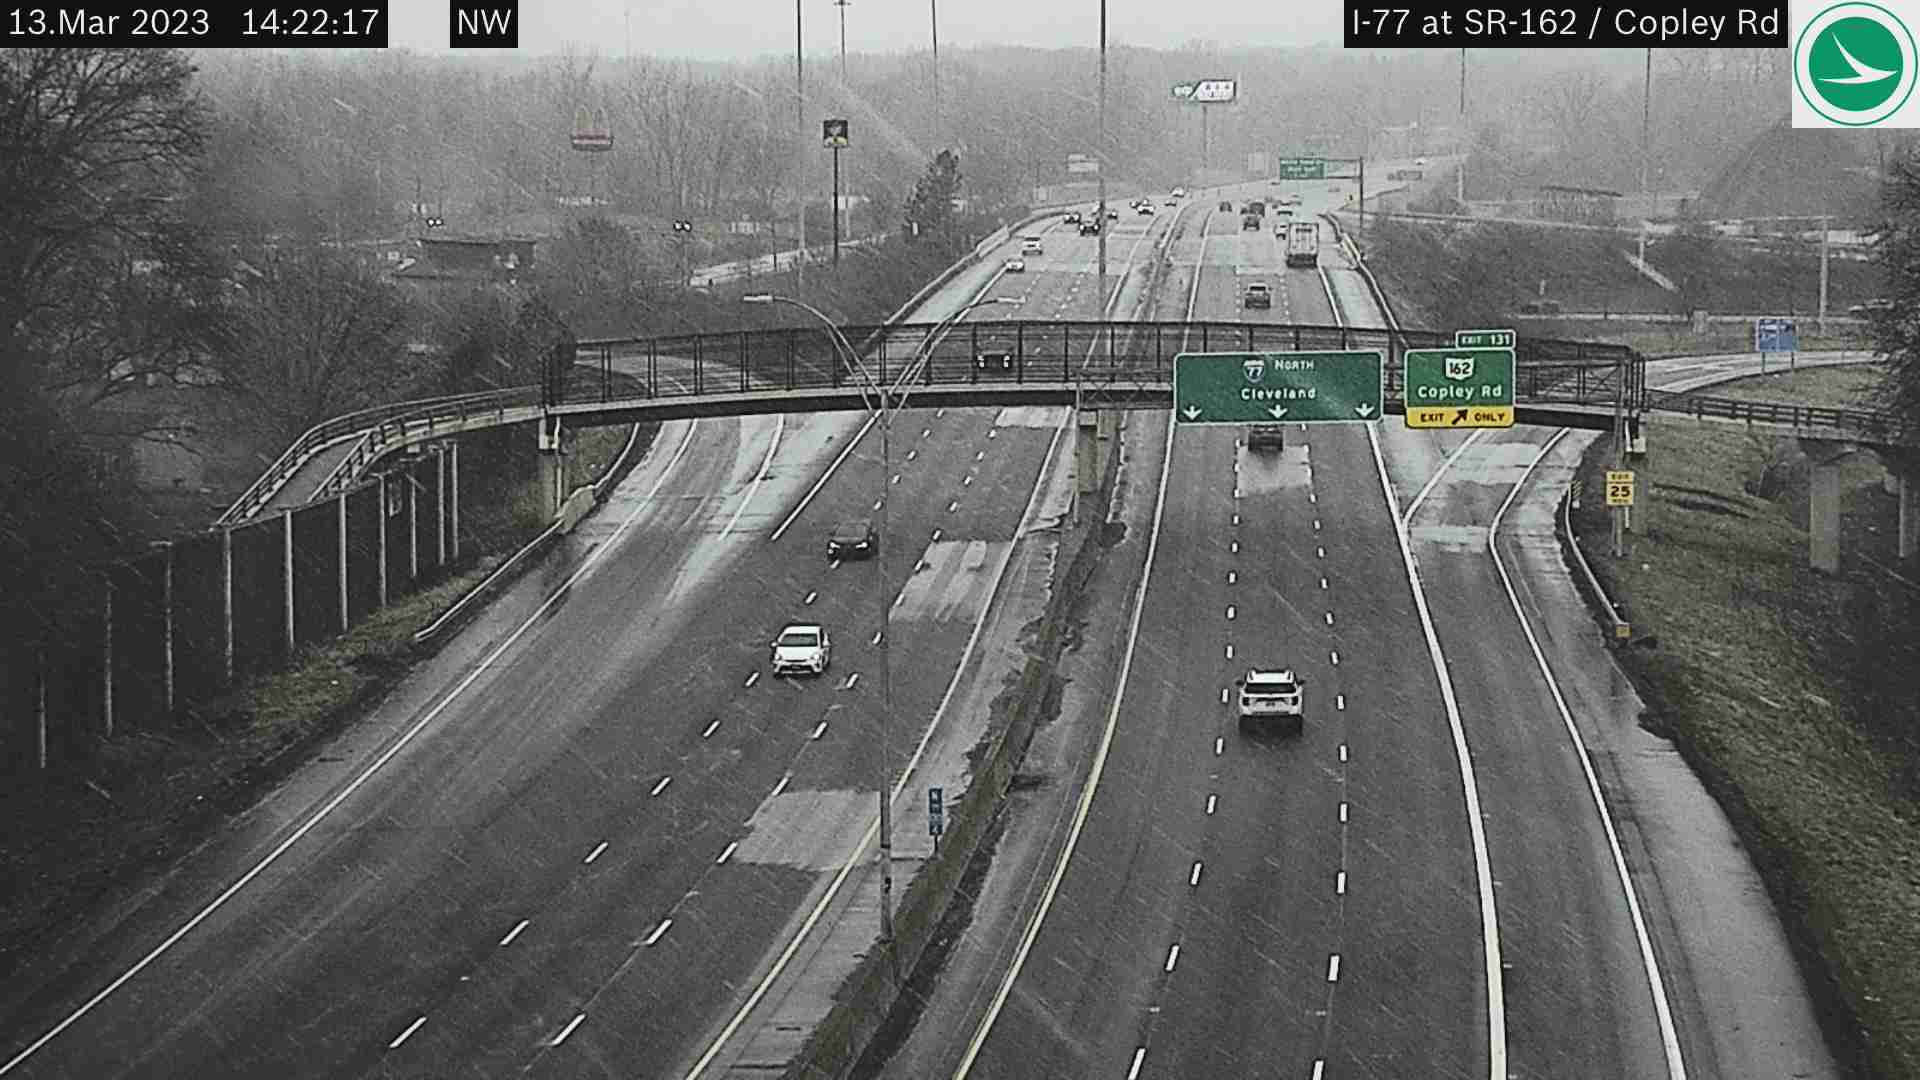 13.Mar 2023 14:22:17
NW
I-77 at SR-162 / Copley Rd
EXIT 131
77 NORTH
Cleveland
162
Copley Rd
EXIT ONLY
EXIT
25